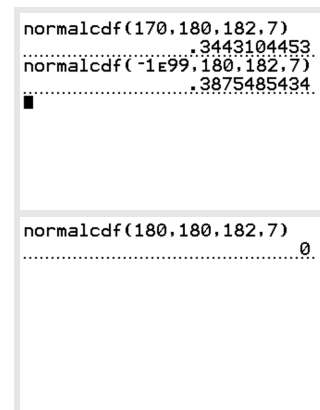 normalcdf(170,180,182,7)
.3443104453
normalcdf(⁻1ᴇ99,180,182,7)
.3875485434
normalcdf(180,180,182,7)
0